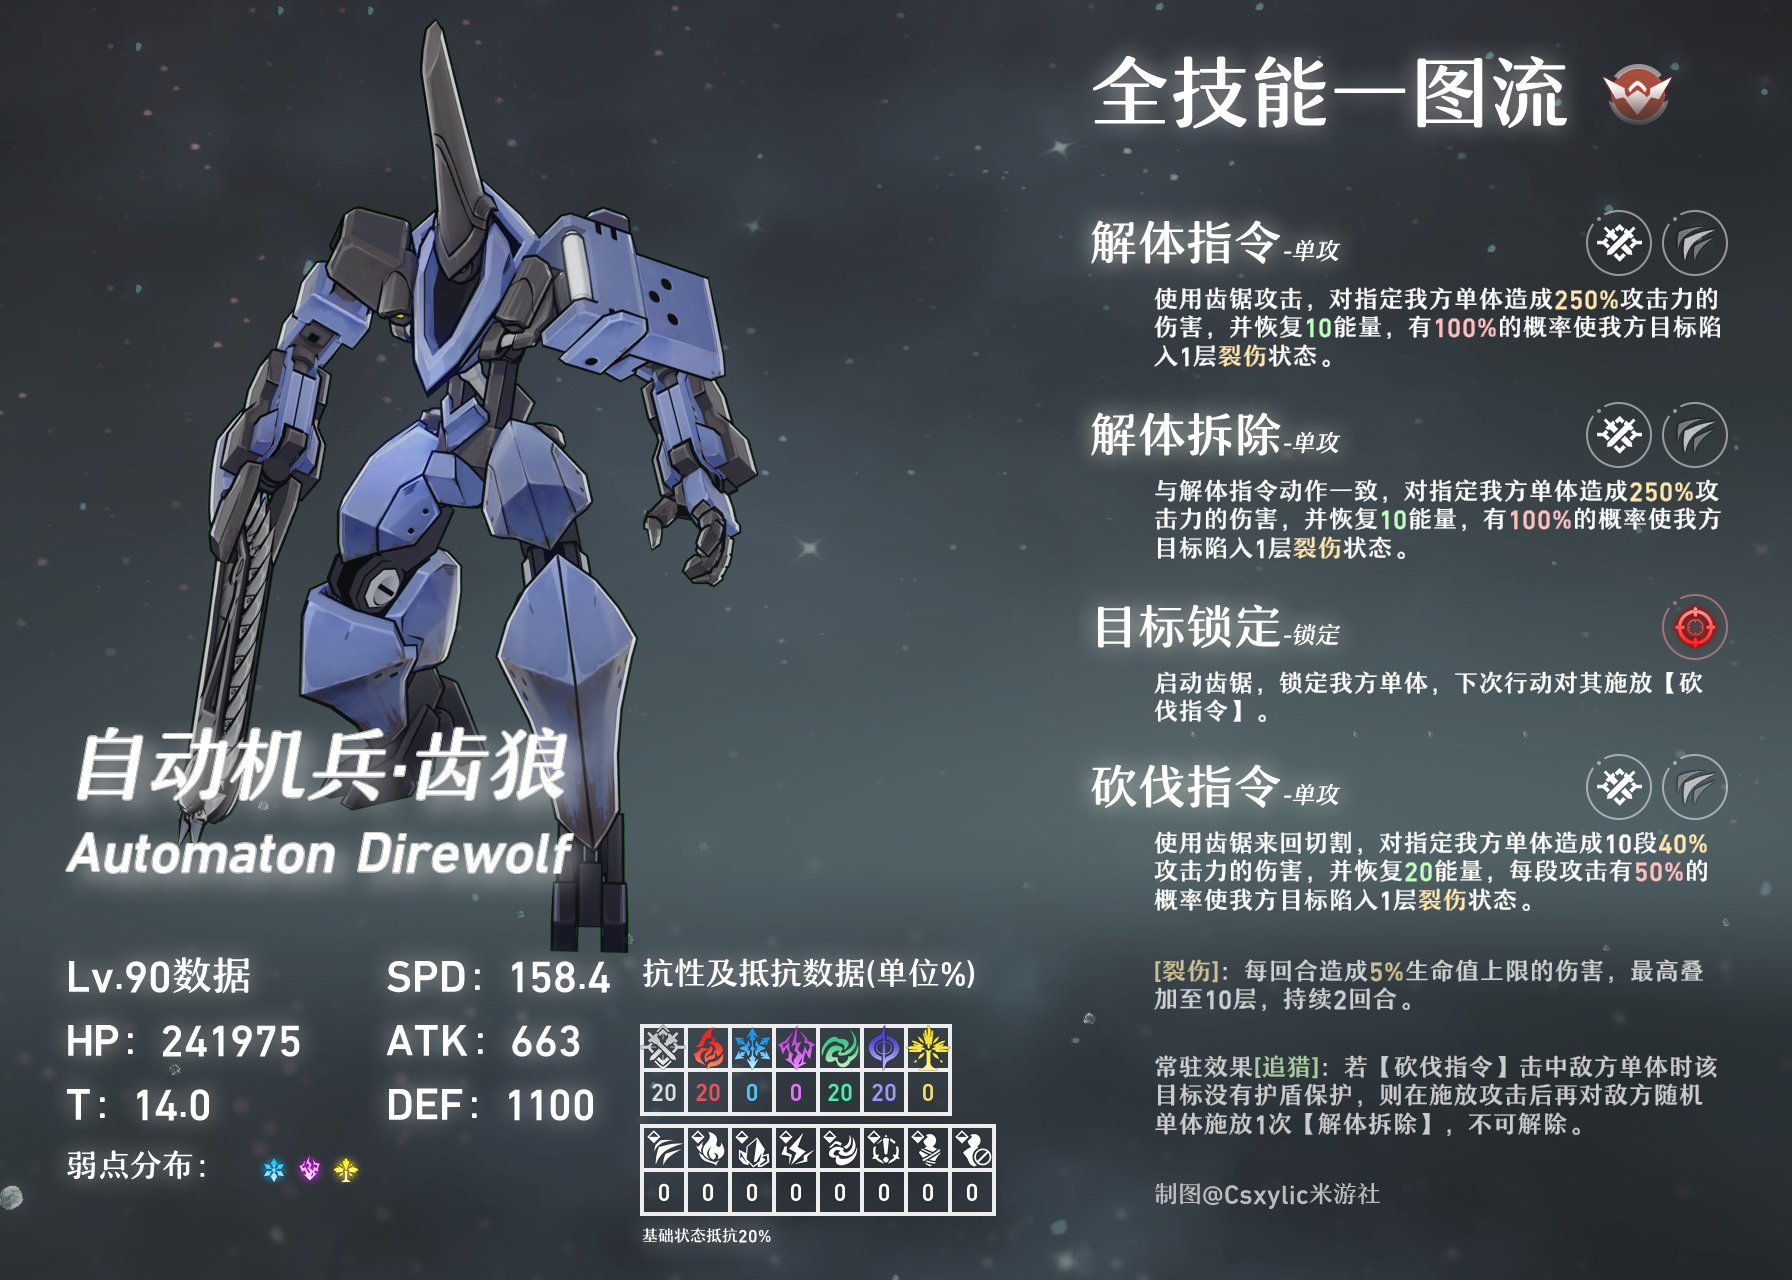 全技能一图流
解体指令-单攻
使用齿锯攻击，对指定我方单体造成250%攻击力的
伤害，并恢复10能量，有100%的概率使我方目标陷
入1层裂伤状态。
解体拆除-单攻
与解体指令动作一致，对指定我方单体造成250%攻
击力的伤害，并恢复10能量，有100%的概率使我方
目标陷入1层裂伤状态。
目标锁定-锁定
启动齿锯，锁定我方单体，下次行动对其施放【砍
伐指令】。
砍伐指令-单攻
使用齿锯来回切割，对指定我方单体造成10段40%
攻击力的伤害，并恢复20能量，每段攻击有50%的
概率使我方目标陷入1层裂伤状态。
[裂伤]：每回合造成5%生命值上限的伤害，最高叠
加至10层，持续2回合。
常驻效果[追猎]：若【砍伐指令】击中敌方单体时该
目标没有护盾保护，则在施放攻击后再对敌方随机
单体施放1次【解体拆除】，不可解除。
制图@Csxylic米游社
自动机兵·齿狼
Automaton Direwolf
Lv.90数据
SPD：158.4
HP：241975
ATK：663
T：14.0
DEF：1100
弱点分布：
抗性及抵抗数据(单位%)
20 20 0 0 20 20 0
0 0 0 0 0 0 0 0
基础状态抵抗20%